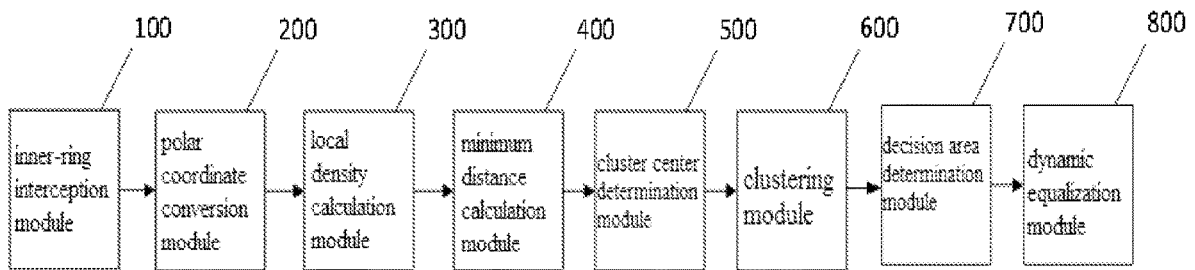 100 200 300 400 500 600 700 800
inner-ring
interception
module
polar
coordinate
conversion
module
local
density
calculation
module
minimum
distance
calculation
module
cluster center
determination
module
clustering
module
decision area
determination
module
dynamic
equalization
module